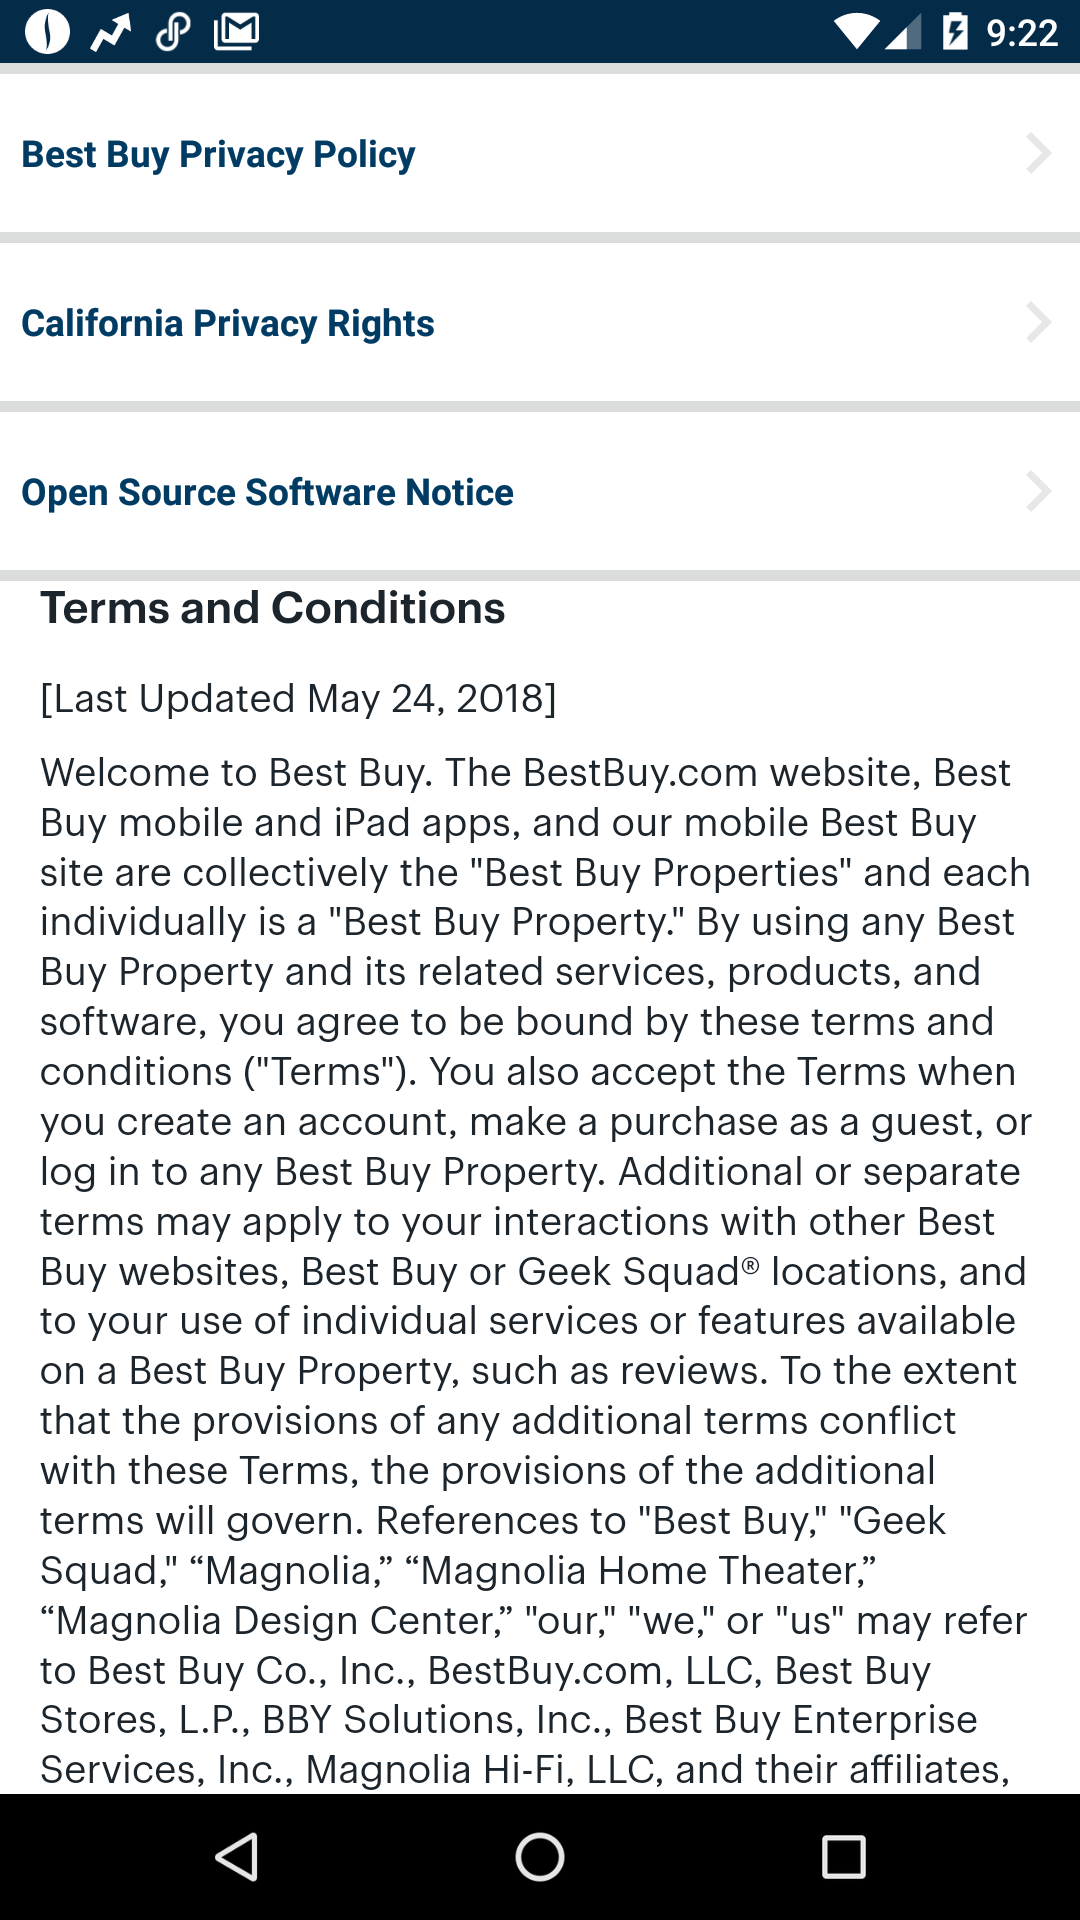 9:22
Best Buy Privacy Policy
California Privacy Rights
Open Source Software Notice
Terms and Conditions
[Last Updated May 24, 2018]
Welcome to Best Buy. The BestBuy.com website, Best
Buy mobile and iPad apps, and our mobile Best Buy
site are collectively the "Best Buy Properties" and each
individually is a "Best Buy Property." By using any Best
Buy Property and its related services, products, and
software, you agree to be bound by these terms and
conditions ("Terms"). You also accept the Terms when
you create an account, make a purchase as a guest, or
log in to any Best Buy Property. Additional or separate
terms may apply to your interactions with other Best
Buy websites, Best Buy or Geek Squad® locations, and
to your use of individual services or features available
on a Best Buy Property, such as reviews. To the extent
that the provisions of any additional terms conflict
with these Terms, the provisions of the additional
terms will govern. References to "Best Buy," "Geek
Squad," “Magnolia,” “Magnolia Home Theater,”
“Magnolia Design Center,” "our," "we," or "us" may refer
to Best Buy Co., Inc., BestBuy.com, LLC, Best Buy
Stores, L.P., BBY Solutions, Inc., Best Buy Enterprise
Services, Inc., Magnolia Hi-Fi, LLC, and their affiliates,